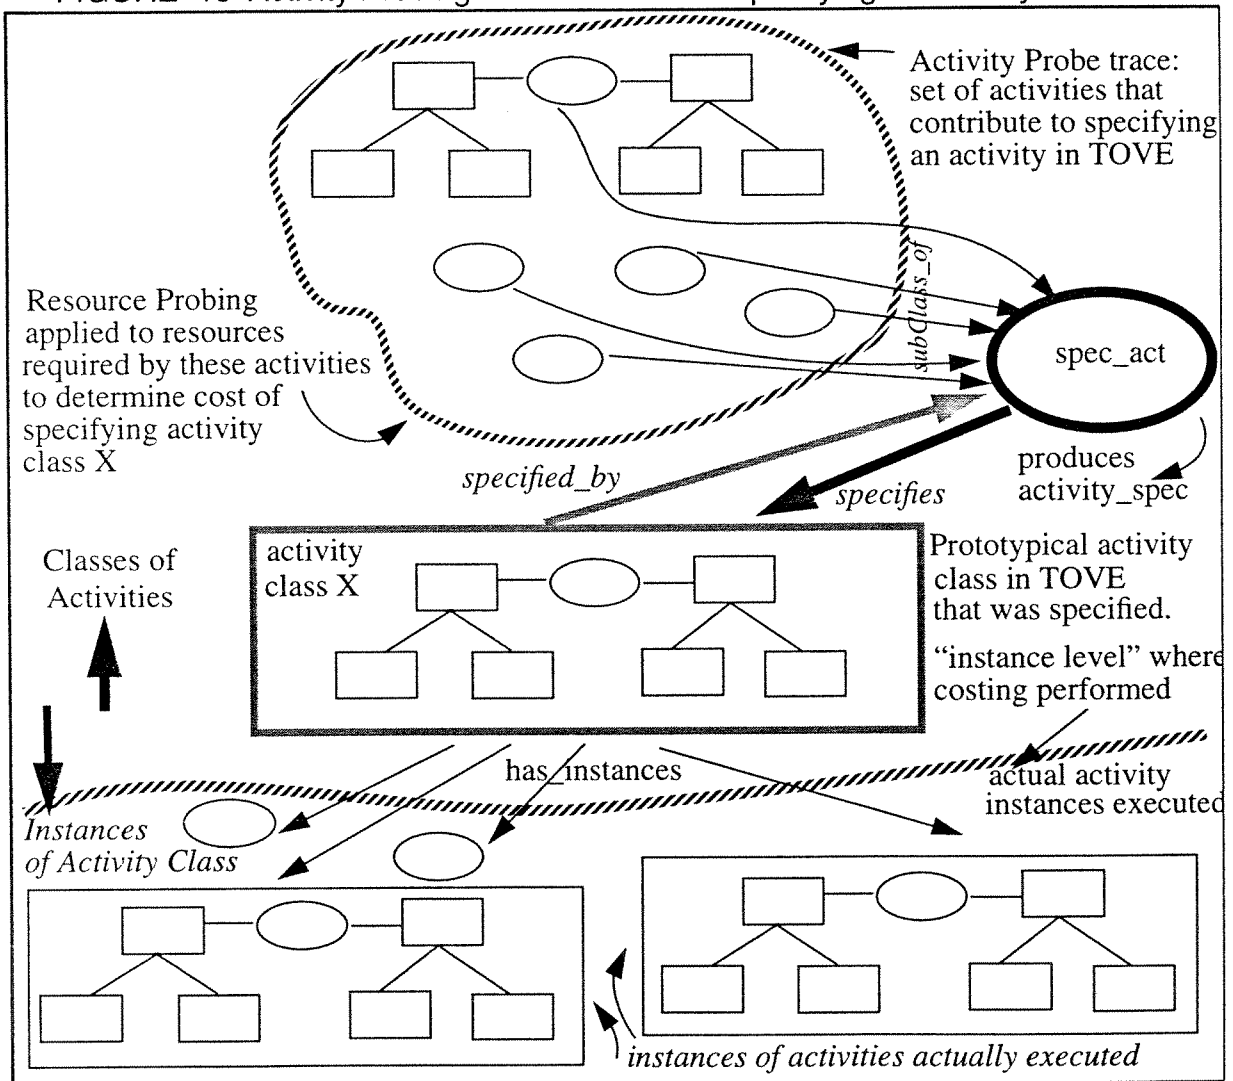 Activity Probe trace:
set of activities that
contribute to specifying
an activity in TOVE
subClass_of
Resource Probing
applied to resources
required by these activities
to determine cost of
specifying activity
class X
spec_act
produces
activity_spec
specified_by
specifies
Classes of
Activities
activity
class X
Prototypical activity
class in TOVE
that was specified.
“instance level” where
costing performed
has_instances
actual activity
instances executed
Instances
of Activity Class
instances of activities actually executed